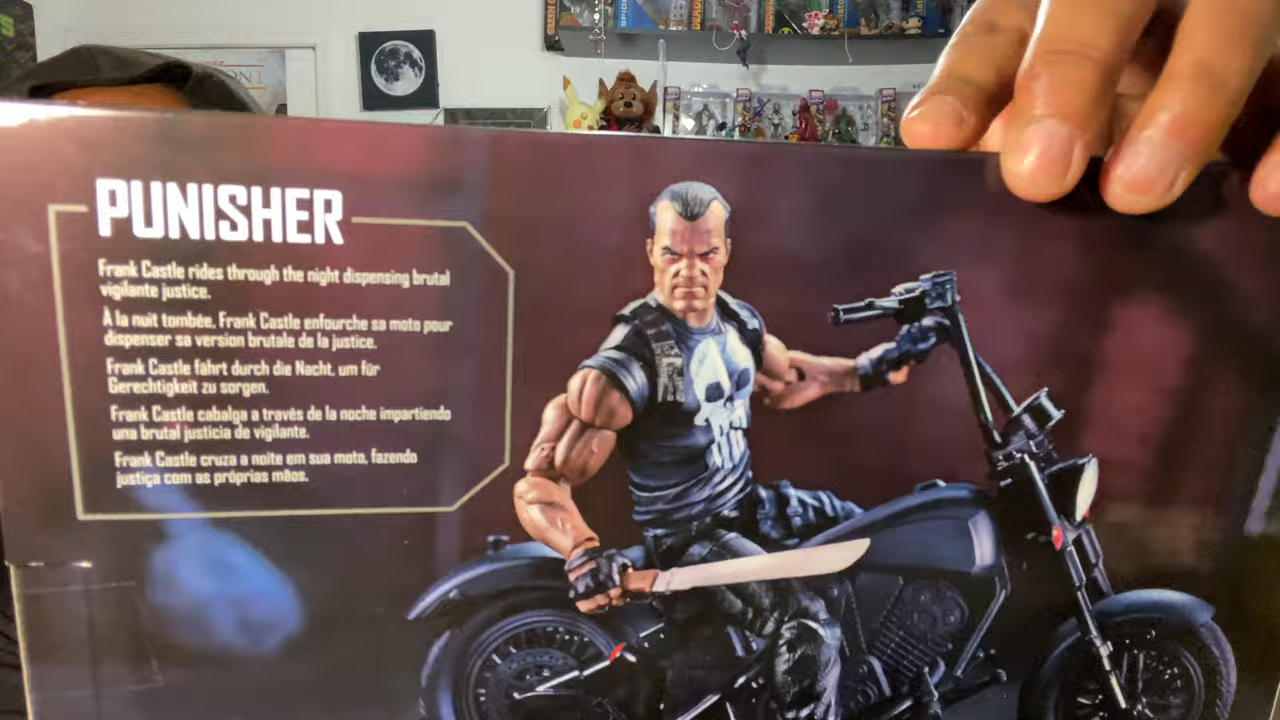 PUNISHER
Frank Castle rides through the night dispensing brutal
vigilante justice.
À la nuit tombée, Frank Castle enfourche sa moto pour
dispenser sa version brutale de la justice.
Frank Castle fährt durch die Nacht, um für
Gerechtigkeit zu sorgen.
Frank Castle cabalga a través de la noche impartiendo
una brutal justicia de vigilante.
Frank Castle cruza a noite em sua moto, fazendo
justiça com as próprias mãos.